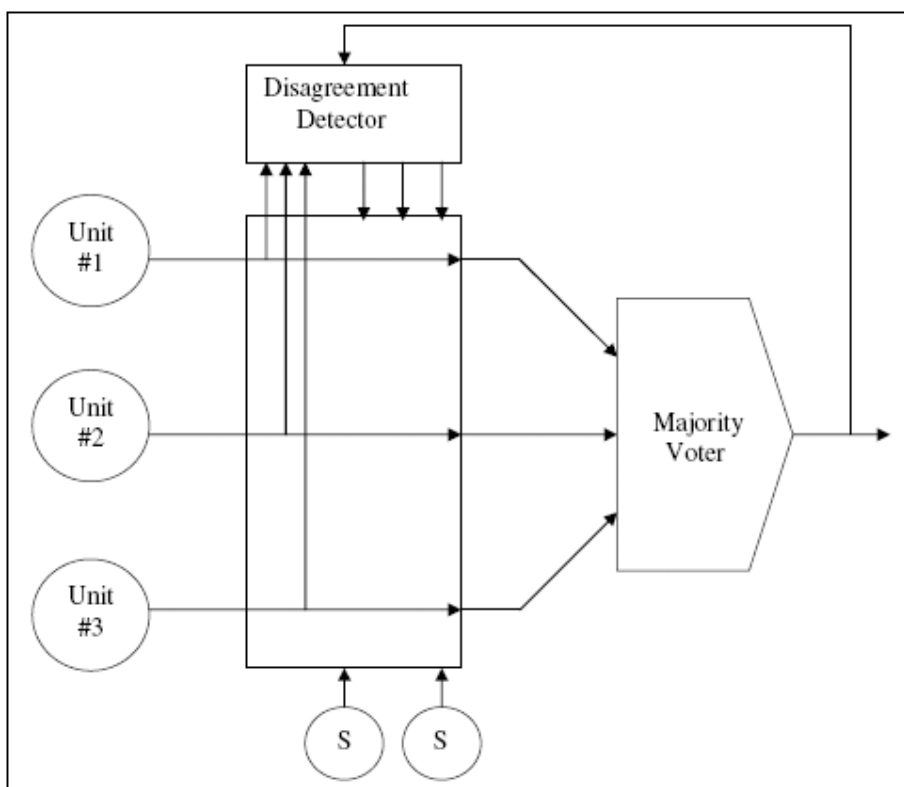 Disagreement
Detector
Unit
#1
Unit
#2
Majority
Voter
Unit
#3
S
S